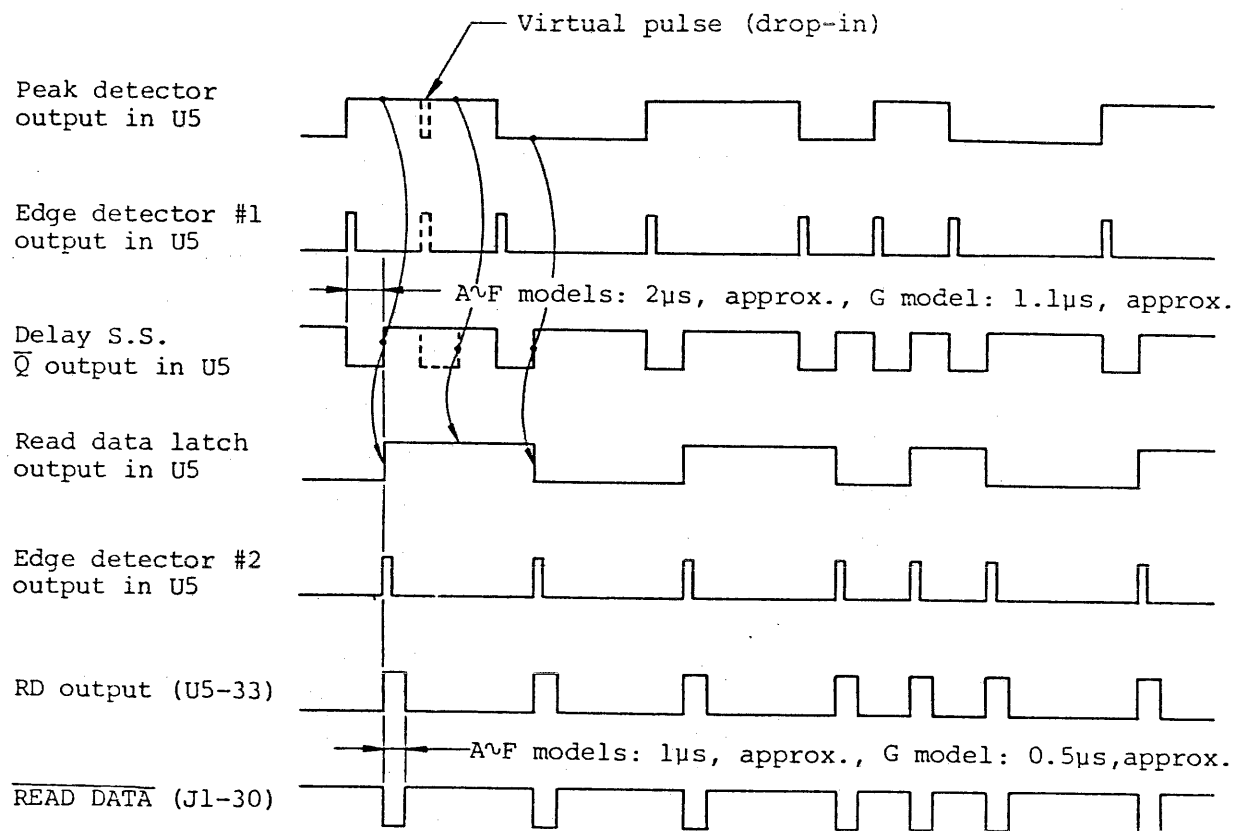 Virtual pulse (drop-in)
Peak detector
output in U5
Edge detector #1
output in U5
A~F models: 2μs, approx., G model: 1.1μs, approx.
Delay S.S.
Q̅ output in U5
Read data latch
output in U5
Edge detector #2
output in U5
RD output (U5-33)
A~F models: 1μs, approx., G model: 0.5μs,approx.
READ DATA (J1-30)